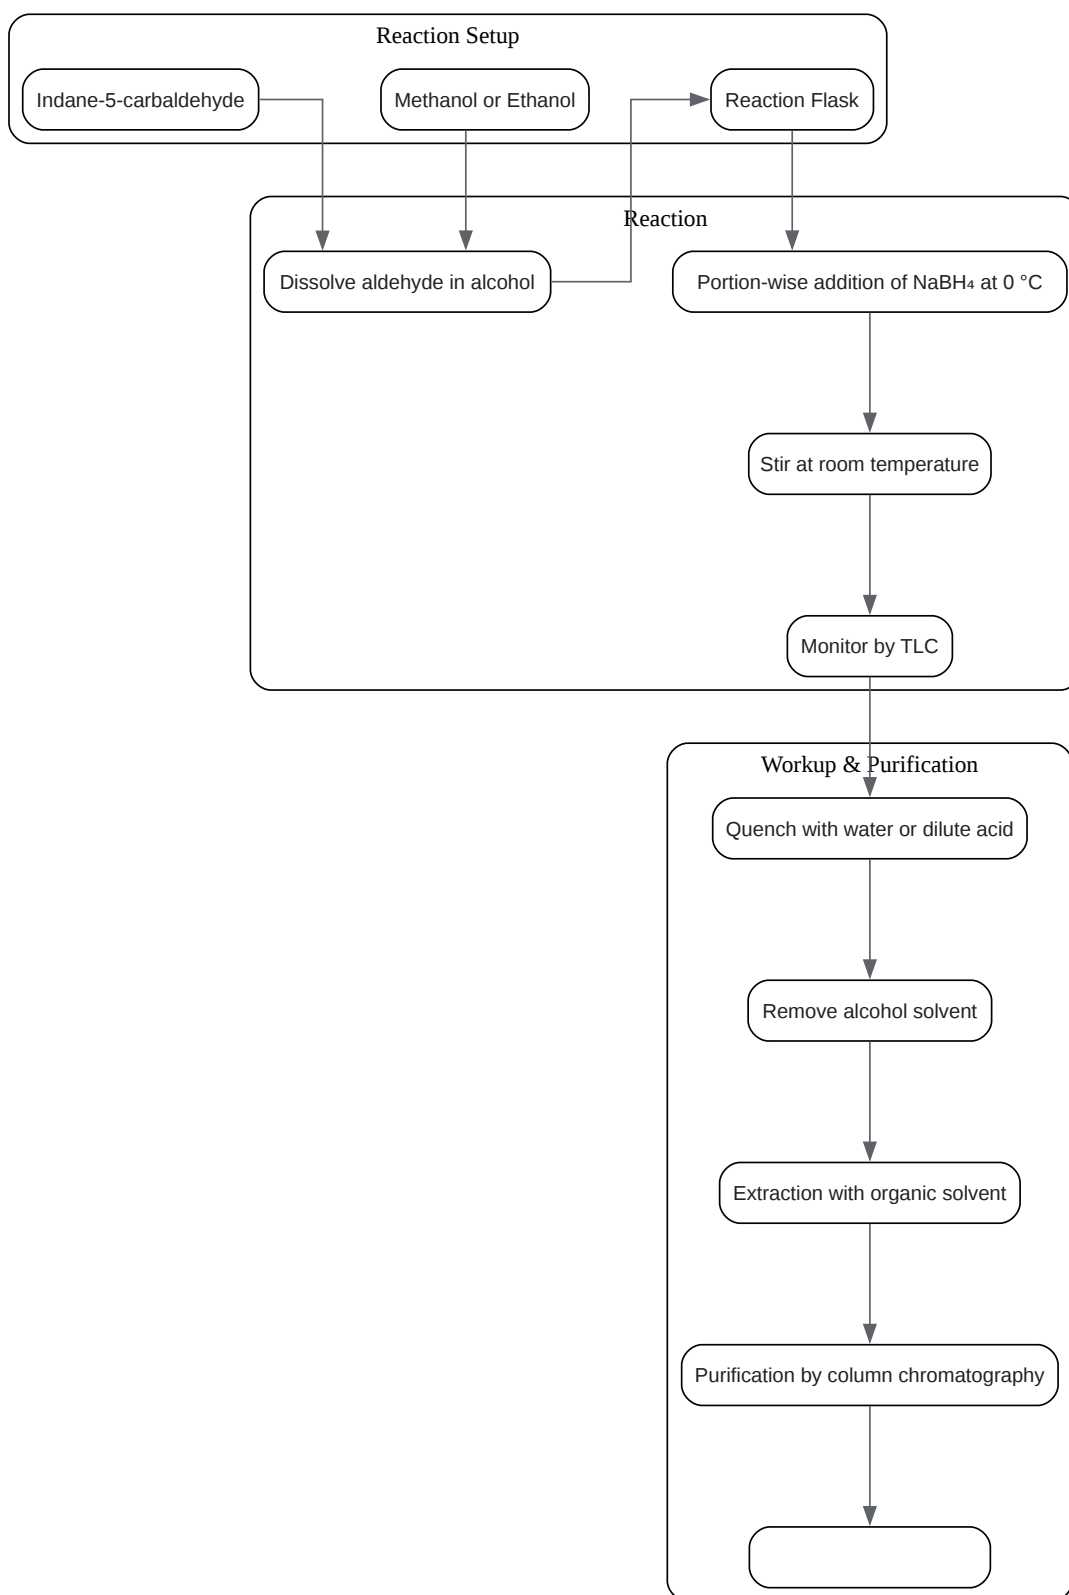 Reaction Setup
Indane-5-carbaldehyde
Methanol or Ethanol
Reaction Flask
Reaction
Dissolve aldehyde in alcohol
Portion-wise addition of NaBH₄ at 0 °C
Stir at room temperature
Monitor by TLC
Workup & Purification
Quench with water or dilute acid
Remove alcohol solvent
Extraction with organic solvent
Purification by column chromatography